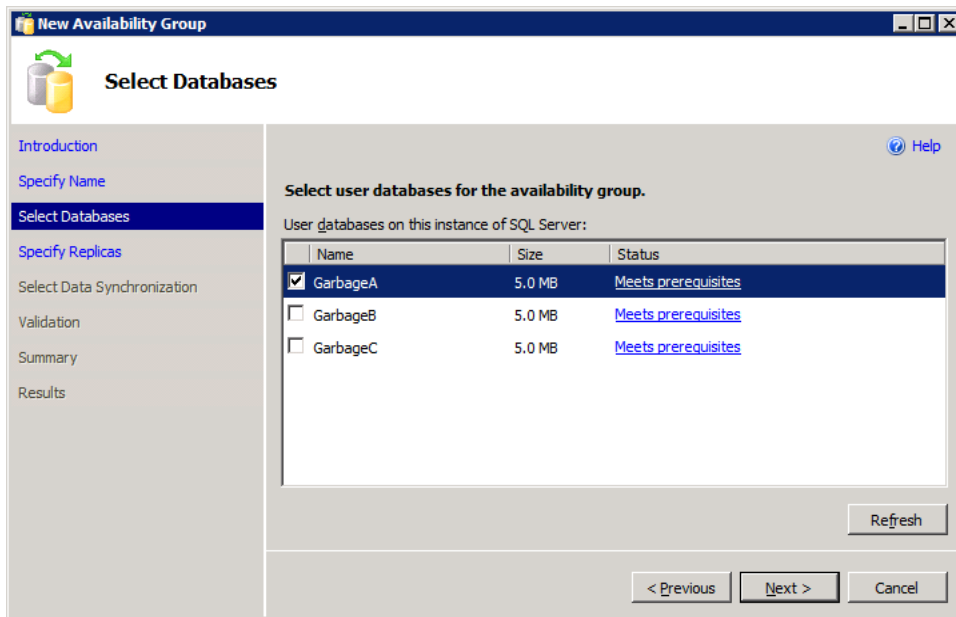 New Availability Group
Select Databases
Introduction
Help
Specify Name
Select user databases for the availability group.
Select Databases
User databases on this instance of SQL Server:
Specify Replicas
Name Size Status
Select Data Synchronization
GarbageA 5.0 MB Meets prerequisites
Validation
GarbageB 5.0 MB Meets prerequisites
Summary
GarbageC 5.0 MB Meets prerequisites
Results
Refresh
< Previous Next > Cancel